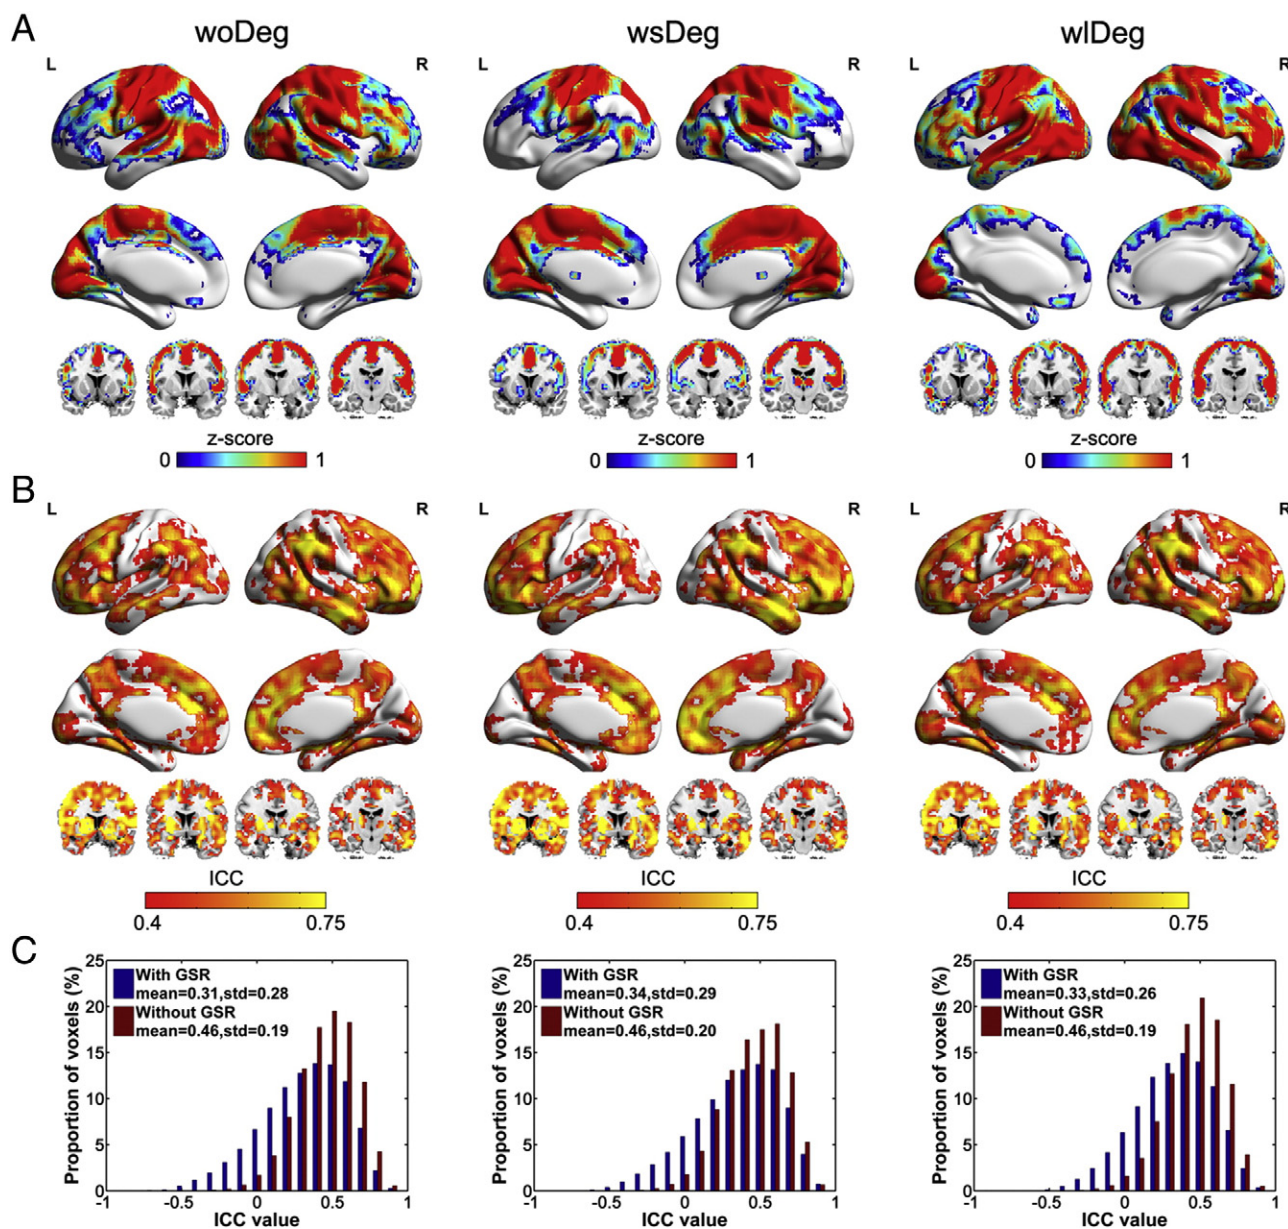 A
woDeg
wsDeg
wlDeg
L
R
L
R
L
R
z-score
z-score
z-score
0
1
0
1
0
1
B
L
R
L
R
L
R
ICC
ICC
ICC
0.4
0.75
0.4
0.75
0.4
0.75
C
Proportion of voxels (%)
25
20
15
10
5
0
With GSR
mean=0.31,std=0.28
Without GSR
mean=0.46,std=0.19
-1
-0.5
0
0.5
1
ICC value
Proportion of voxels (%)
25
20
15
10
5
0
With GSR
mean=0.34,std=0.29
Without GSR
mean=0.46,std=0.20
-1
-0.5
0
0.5
1
ICC value
Proportion of voxels (%)
25
20
15
10
5
0
With GSR
mean=0.33,std=0.26
Without GSR
mean=0.46,std=0.19
-1
-0.5
0
0.5
1
ICC value